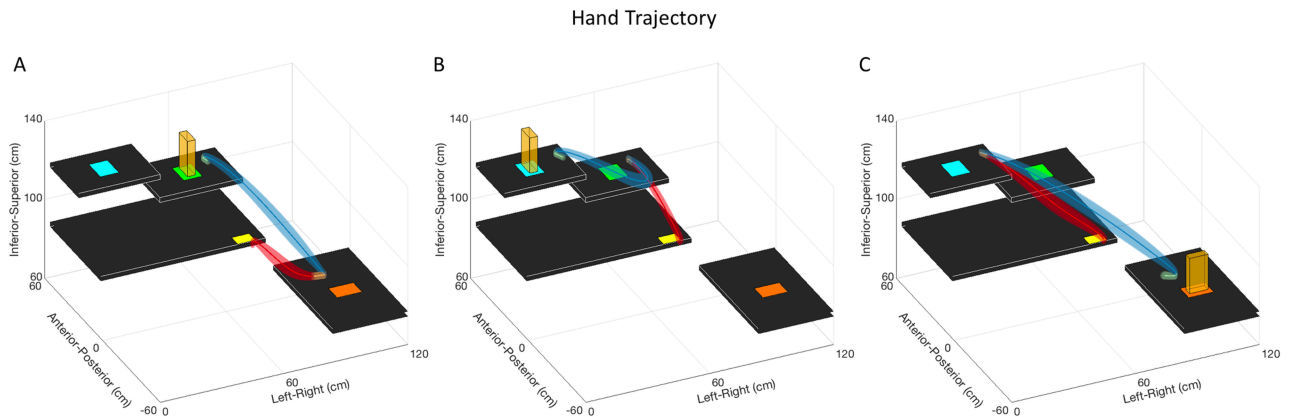 Hand Trajectory
A
B
C
140
100
60
60
0
-60
0
60
120
Inferior-Superior (cm)
Anterior-Posterior (cm)
Left-Right (cm)
140
100
60
60
0
-60
0
60
120
Inferior-Superior (cm)
Anterior-Posterior (cm)
Left-Right (cm)
140
100
60
60
0
-60
0
60
120
Inferior-Superior (cm)
Anterior-Posterior (cm)
Left-Right (cm)